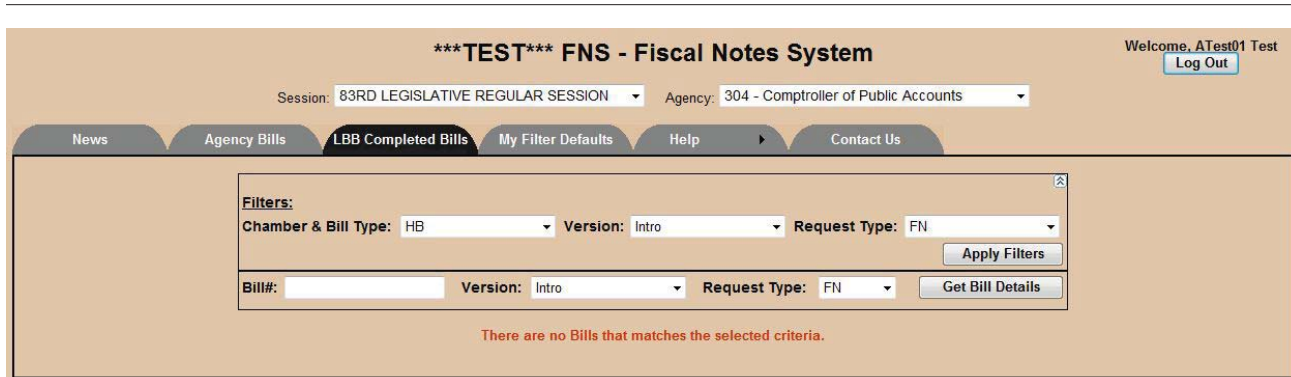 ***TEST*** FNS - Fiscal Notes System
Welcome, ATest01 Test
Log Out
Session: 83RD LEGISLATIVE REGULAR SESSION Agency: 304 - Comptroller of Public Accounts
News Agency Bills LBB Completed Bills My Filter Defaults Help Contact Us
Filters:
Chamber & Bill Type: HB Version: Intro Request Type: FN
Apply Filters
Bill#: Version: Intro Request Type: FN Get Bill Details
There are no Bills that matches the selected criteria.